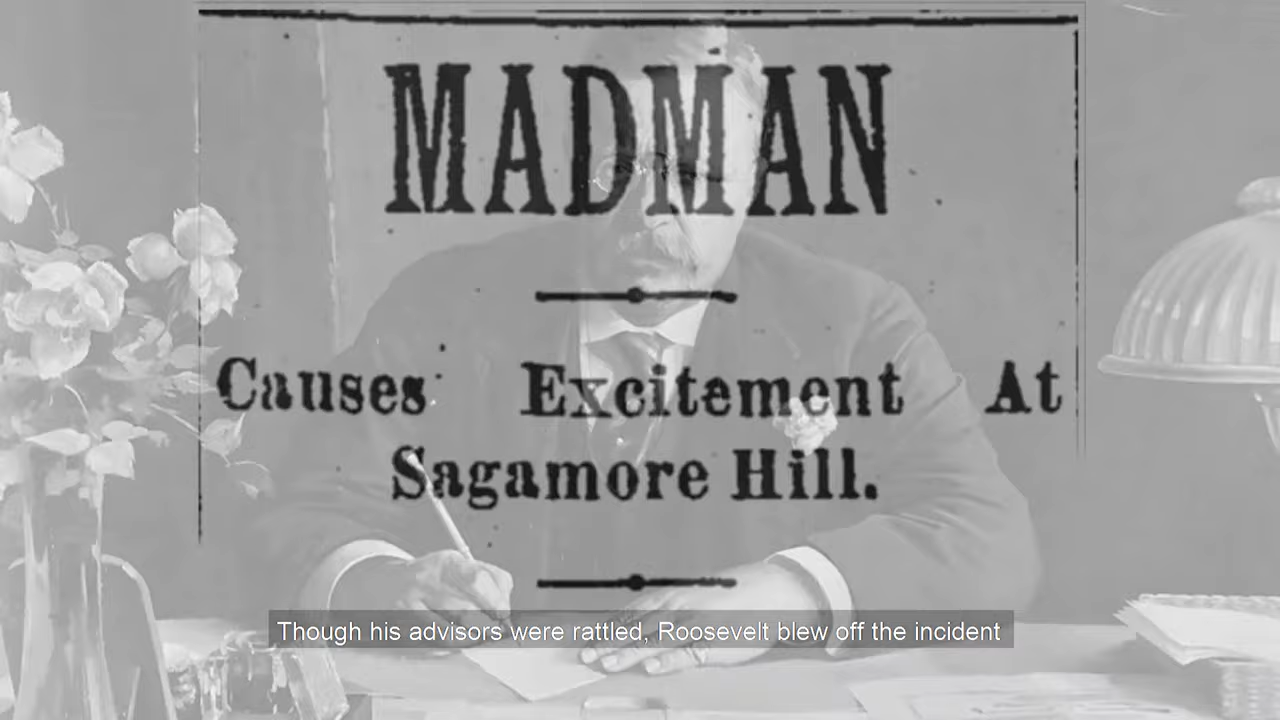 MADMAN
Causes Excitement At
Sagamore Hill.
Though his advisors were rattled, Roosevelt blew off the incident